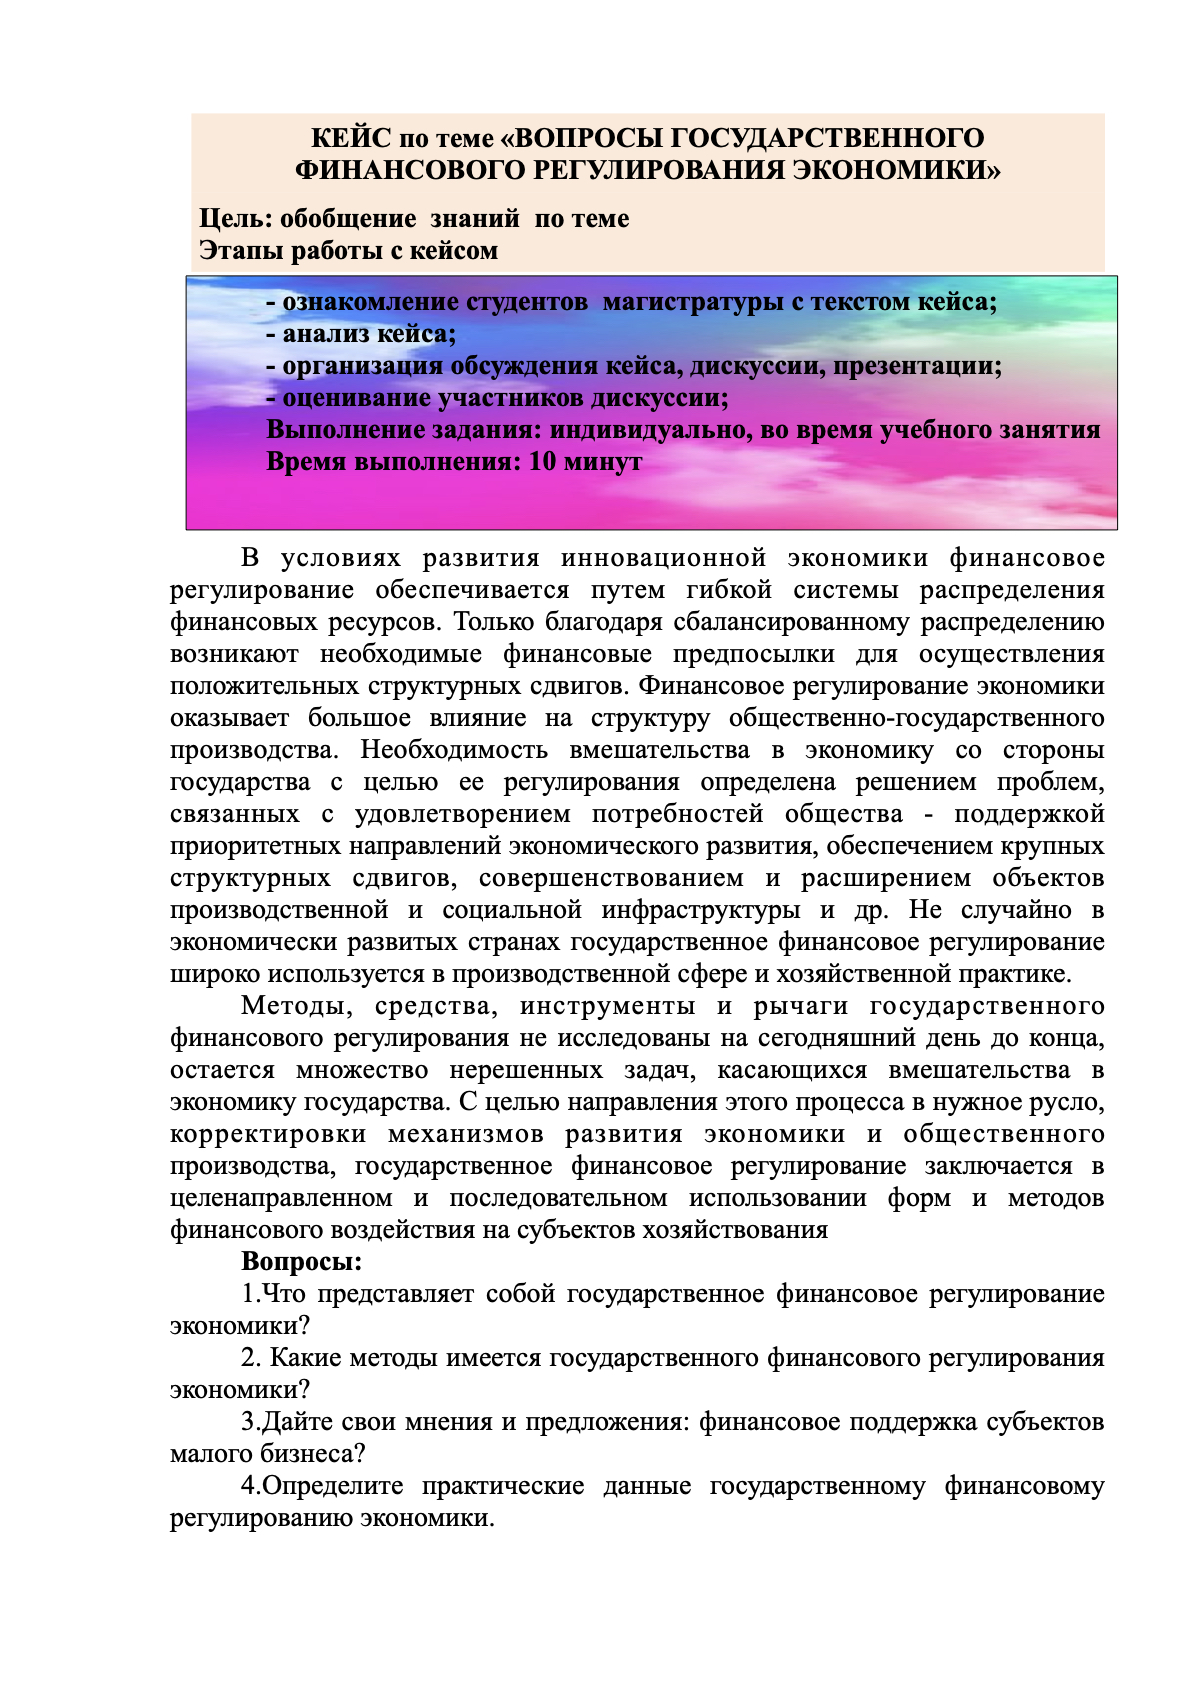 КЕЙС по теме «ВОПРОСЫ ГОСУДАРСТВЕННОГО
ФИНАНСОВОГО РЕГУЛИРОВАНИЯ ЭКОНОМИКИ»
Цель: обобщение знаний по теме
Этапы работы с кейсом
- ознакомление студентов магистратуры с текстом кейса;
- анализ кейса;
- организация обсуждения кейса, дискуссии, презентации;
- оценивание участников дискуссии;
Выполнение задания: индивидуально, во время учебного занятия
Время выполнения: 10 минут
В условиях развития инновационной экономики финансовое
регулирование обеспечивается путем гибкой системы распределения
финансовых ресурсов. Только благодаря сбалансированному распределению
возникают необходимые финансовые предпосылки для осуществления
положительных структурных сдвигов. Финансовое регулирование экономики
оказывает большое влияние на структуру общественно-государственного
производства. Необходимость вмешательства в экономику со стороны
государства с целью ее регулирования определена решением проблем,
связанных с удовлетворением потребностей общества - поддержкой
приоритетных направлений экономического развития, обеспечением крупных
структурных сдвигов, совершенствованием и расширением объектов
производственной и социальной инфраструктуры и др. Не случайно в
экономически развитых странах государственное финансовое регулирование
широко используется в производственной сфере и хозяйственной практике.
Методы, средства, инструменты и рычаги государственного
финансового регулирования не исследованы на сегодняшний день до конца,
остается множество нерешенных задач, касающихся вмешательства в
экономику государства. С целью направления этого процесса в нужное русло,
корректировки механизмов развития экономики и общественного
производства, государственное финансовое регулирование заключается в
целенаправленном и последовательном использовании форм и методов
финансового воздействия на субъектов хозяйствования
Вопросы:
1.Что представляет собой государственное финансовое регулирование
экономики?
2. Какие методы имеется государственного финансового регулирования
экономики?
3.Дайте свои мнения и предложения: финансовое поддержка субъектов
малого бизнеса?
4.Определите практические данные государственному финансовому
регулированию экономики.